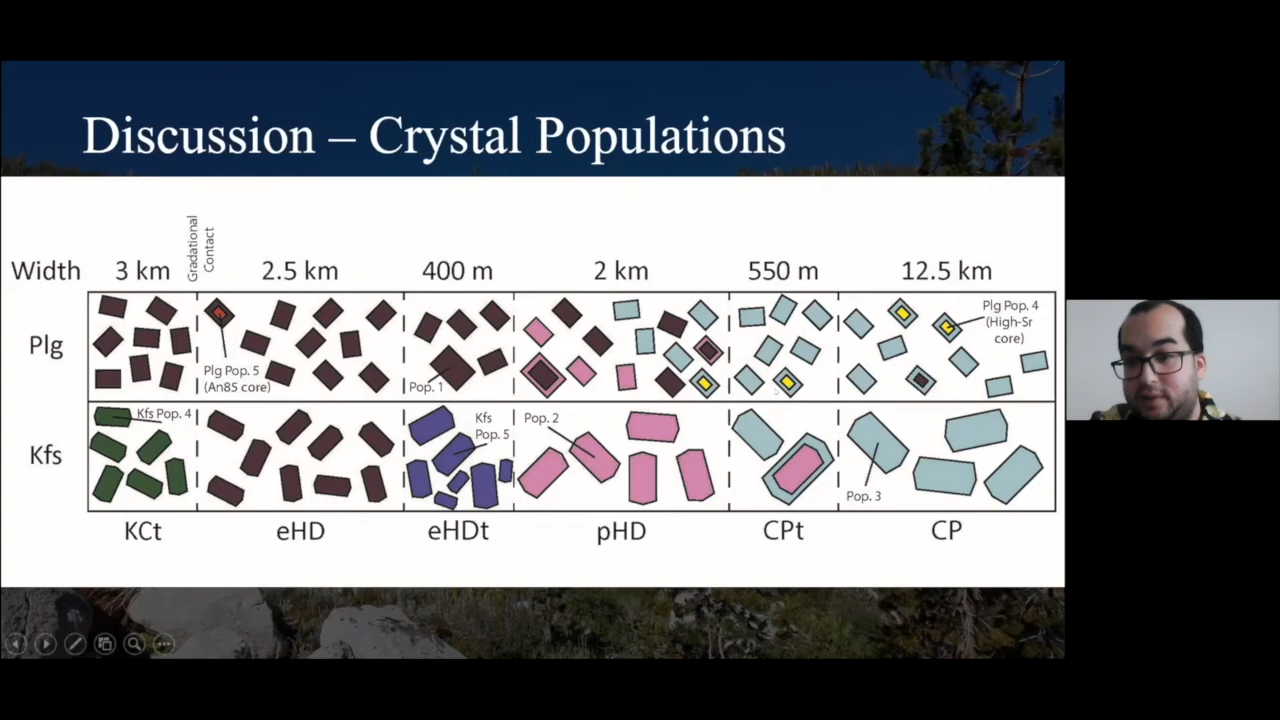 Discussion – Crystal Populations
Gradational
Contact
Width 3 km 2.5 km 400 m 2 km 550 m 12.5 km
Plg
Plg Pop. 5
(An85 core)
Pop. 1
Plg Pop. 4
(High-Sr
core)
Kfs
Kfs Pop. 4
Kfs
Pop. 5
Pop. 2
Pop. 3
KCt eHD eHDt pHD CPt CP